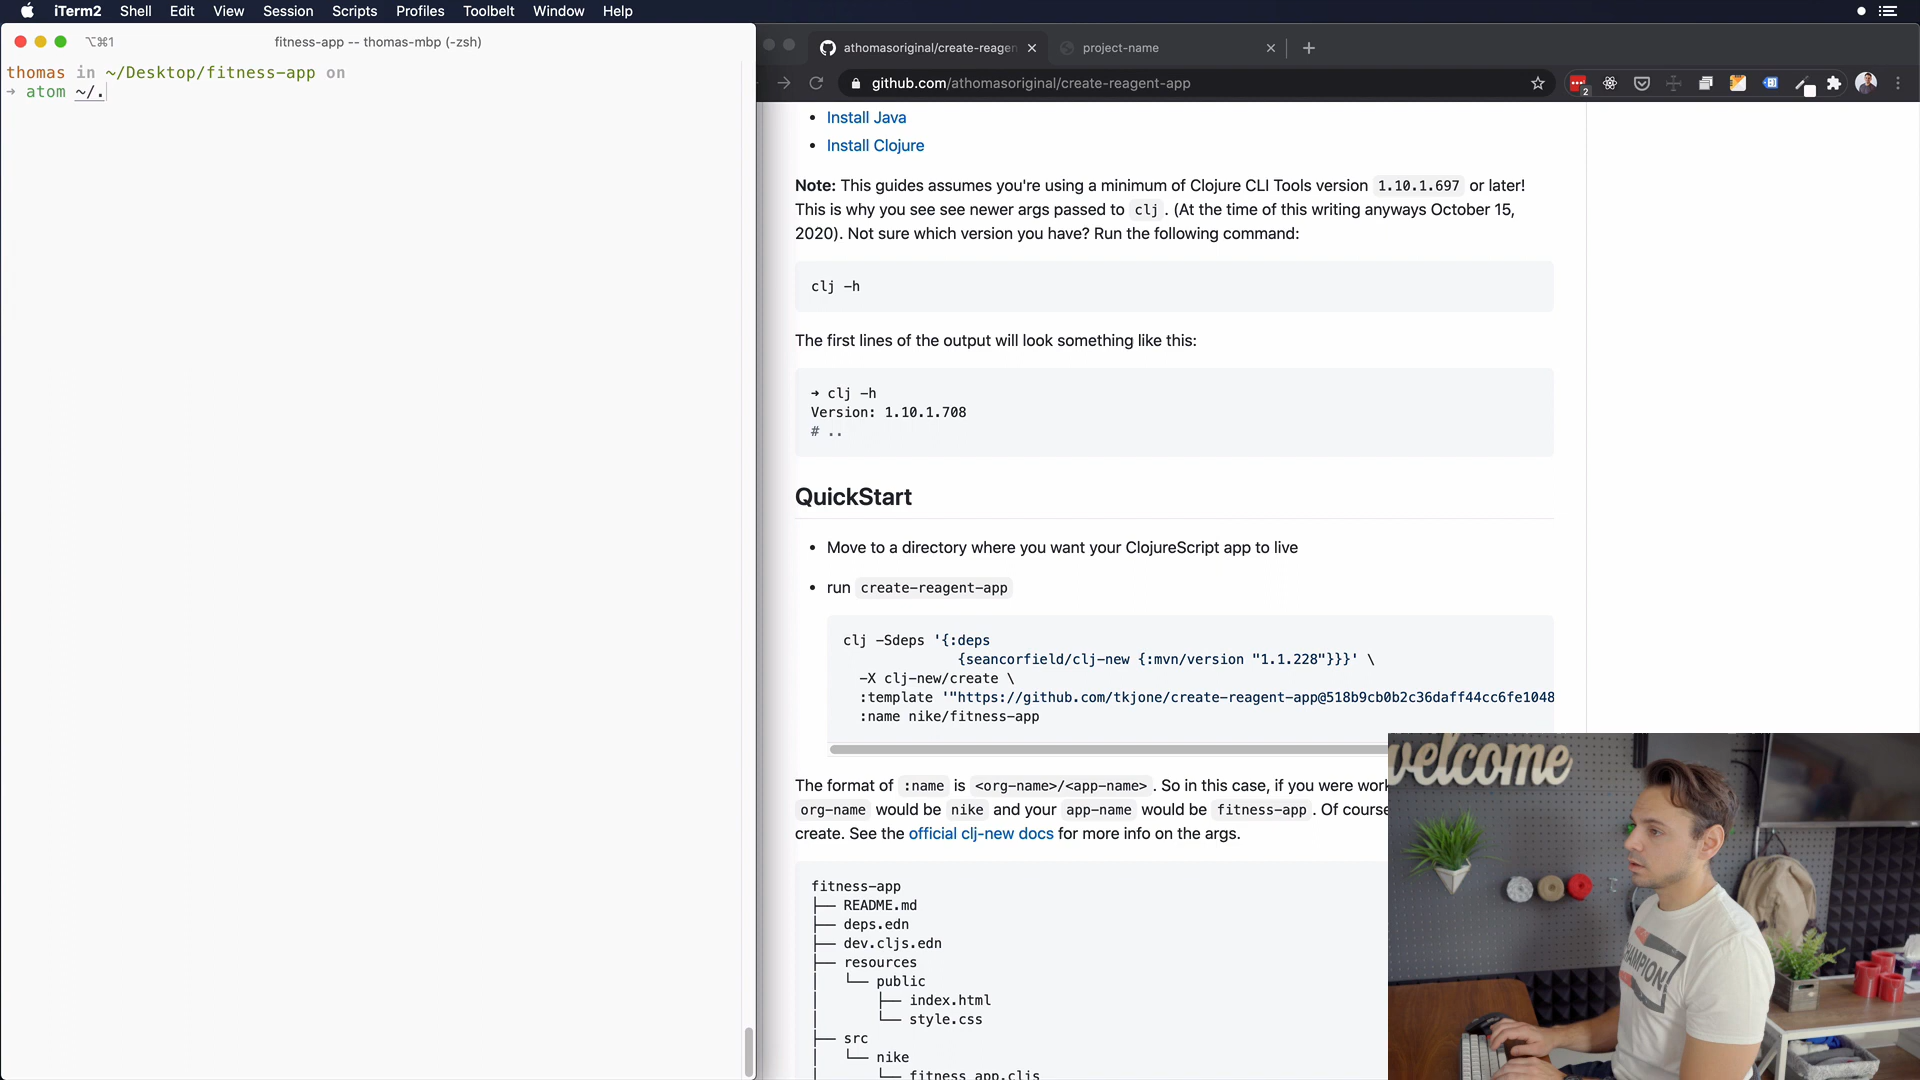 iTerm2 Shell Edit View Session Scripts Profiles Toolbelt Window Help
⌥⌘1 fitness-app -- thomas-mbp (-zsh)
thomas in ~/Desktop/fitness-app on
→ atom ~/.
athomasoriginal/create-reagen
project-name
github.com/athomasoriginal/create-reagent-app
2
Install Java
Install Clojure
Note: This guides assumes you're using a minimum of Clojure CLI Tools version 1.10.1.697 or later!
This is why you see see newer args passed to clj . (At the time of this writing anyways October 15,
2020). Not sure which version you have? Run the following command:
clj -h
The first lines of the output will look something like this:
→ clj -h
Version: 1.10.1.708
# ..
QuickStart
Move to a directory where you want your ClojureScript app to live
run create-reagent-app
clj -Sdeps '{:deps
{seancorfield/clj-new {:mvn/version "1.1.228"}}}' \
-X clj-new/create \
:template '"https://github.com/tkjone/create-reagent-app@518b9cb0b2c36daff44cc6fe1048
:name nike/fitness-app
The format of :name is <org-name>/<app-name> . So in this case, if you were work
org-name would be nike and your app-name would be fitness-app . Of course
create. See the official clj-new docs for more info on the args.
fitness-app
├── README.md
├── deps.edn
├── dev.cljs.edn
├── resources
│   └── public
│       ├── index.html
│       └── style.css
├── src
│   └── nike
│       └── fitness_app.cljs
welcome
CHAMPION